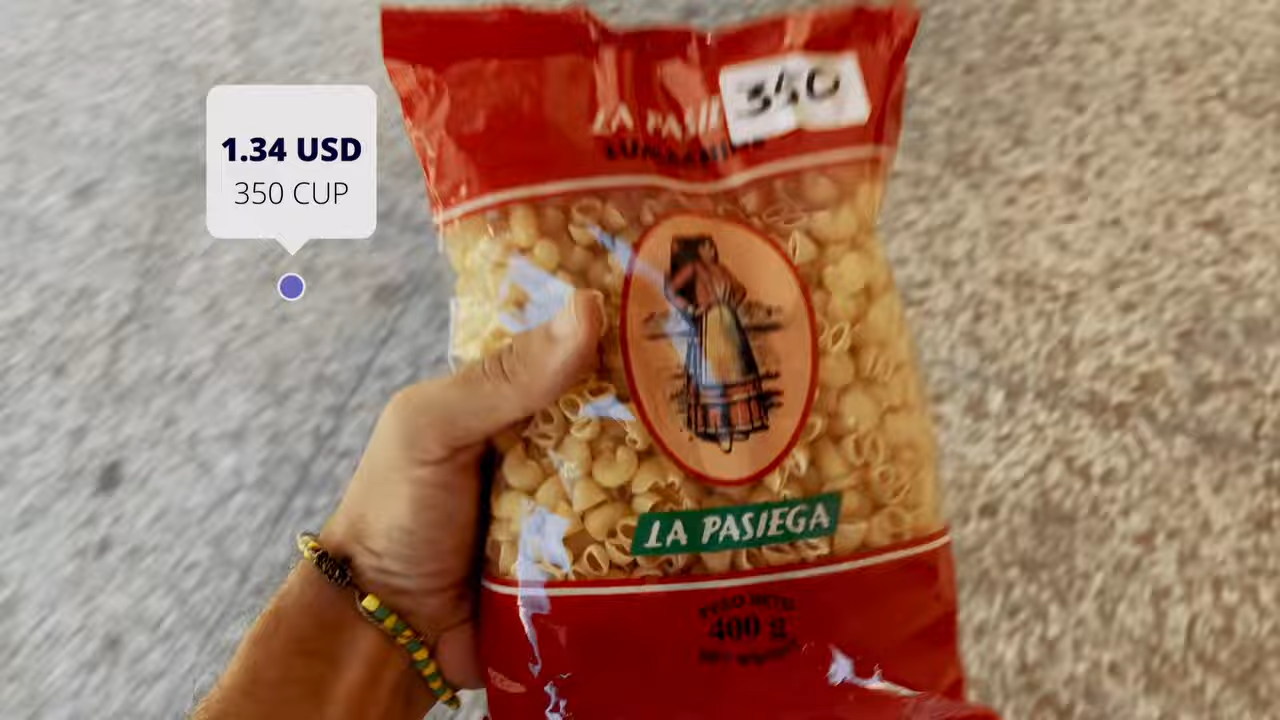 1.34 USD
350 CUP
350
LA PASIEGA
PESO NETO
400 g